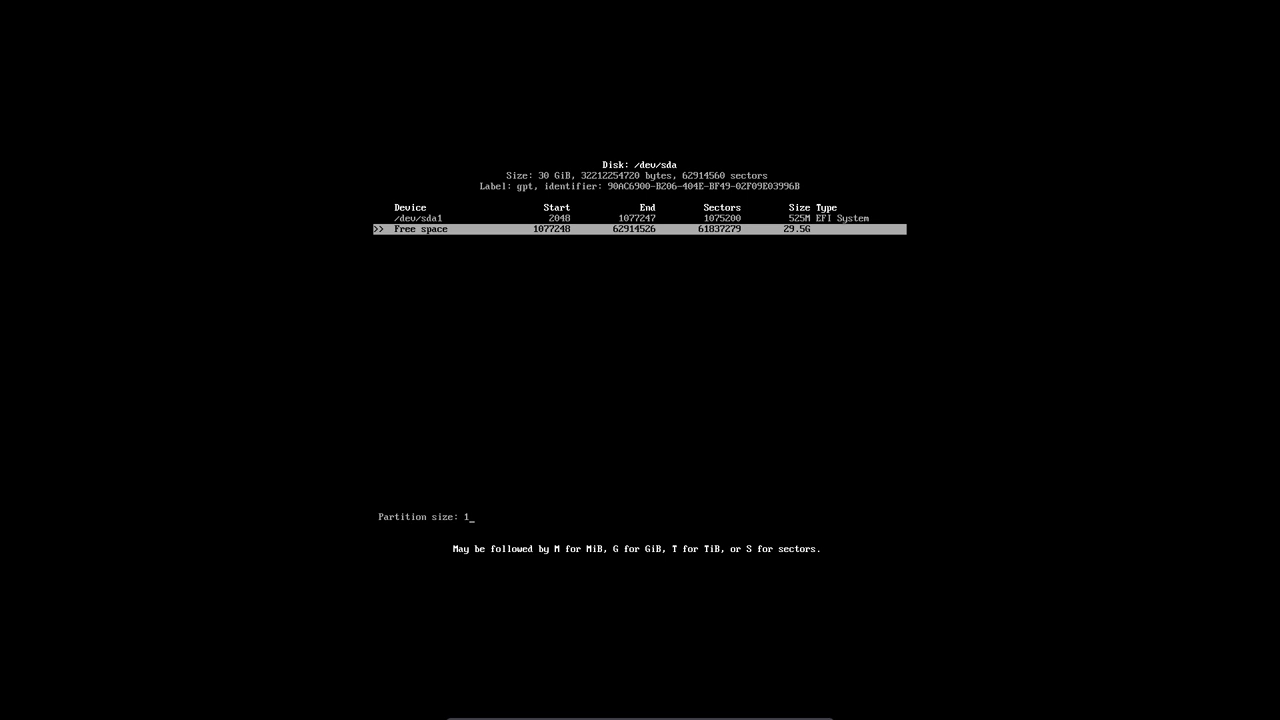 Disk: /dev/sda
Size: 30 GiB, 32212254720 bytes, 62914560 sectors
Label: gpt, identifier: 90AC6900-B206-404E-BF49-02F09E03996B
Device Start End Sectors Size Type
/dev/sda1 2048 1077247 1075200 525M EFI System
>> Free space 1077248 62914526 61837279 29.5G
Partition size: 1_
May be followed by M for MiB, G for GiB, T for TiB, or S for sectors.